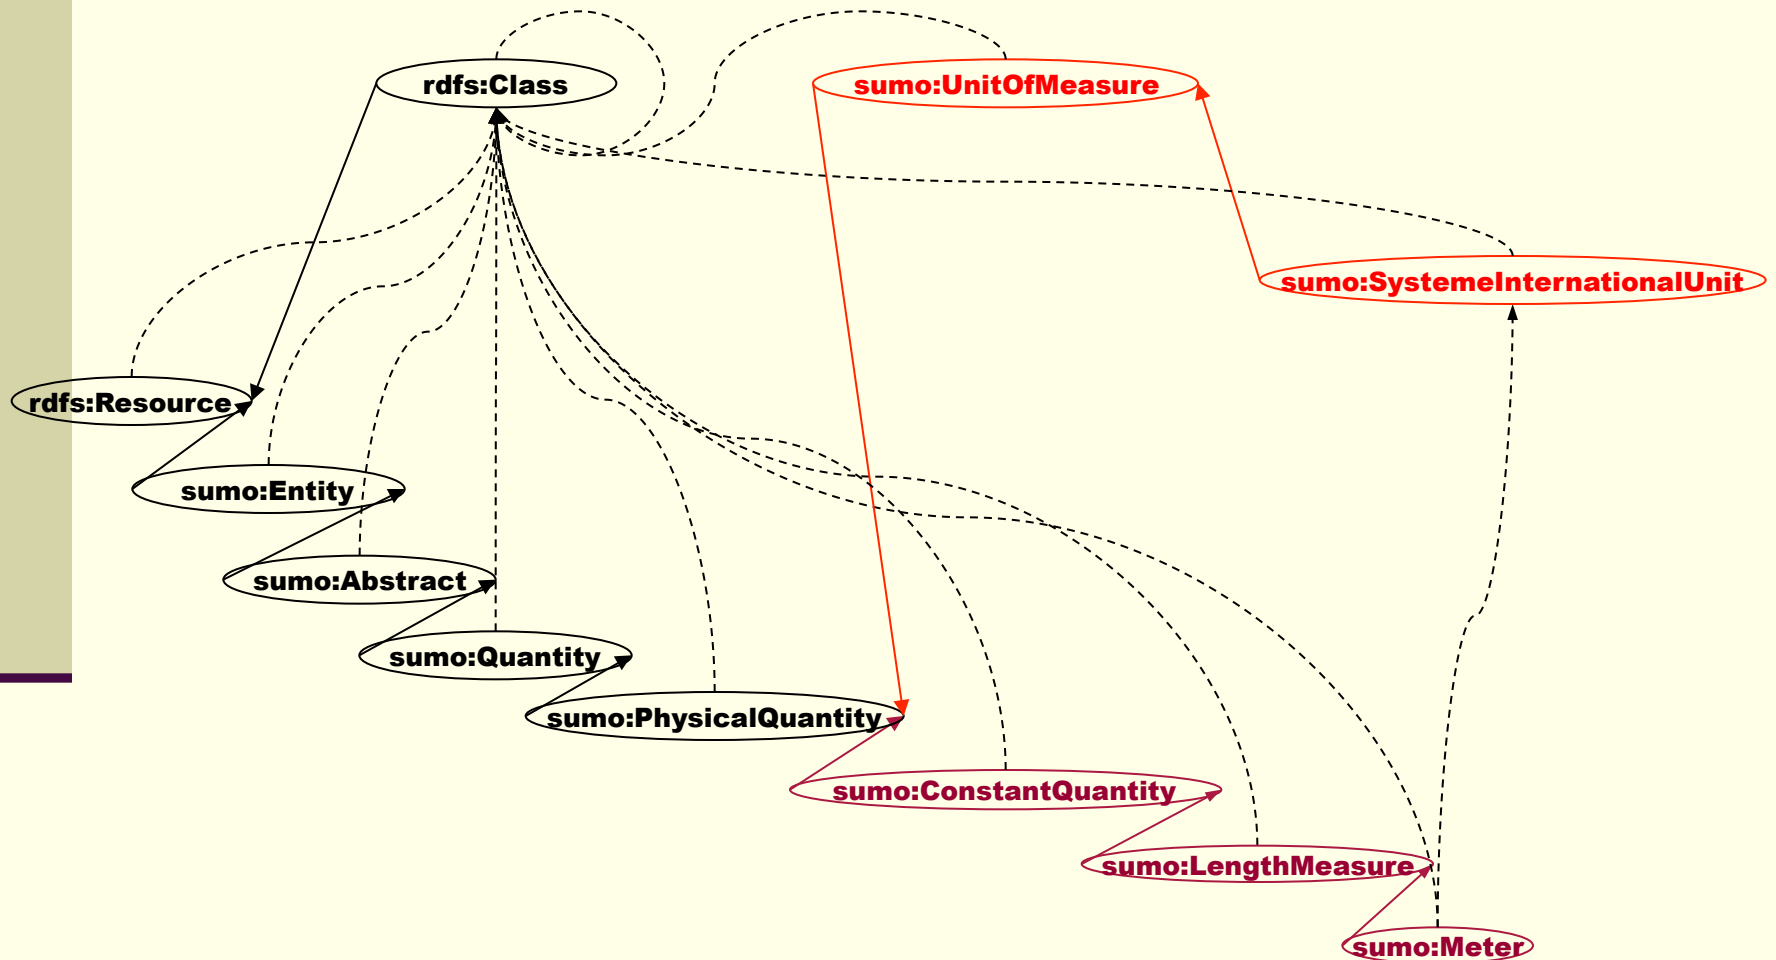 rdfs:Class
sumo:UnitOfMeasure
sumo:SystemeInternationalUnit
rdfs:Resource
sumo:Entity
sumo:Abstract
sumo:Quantity
sumo:PhysicalQuantity
sumo:ConstantQuantity
sumo:LengthMeasure
sumo:Meter